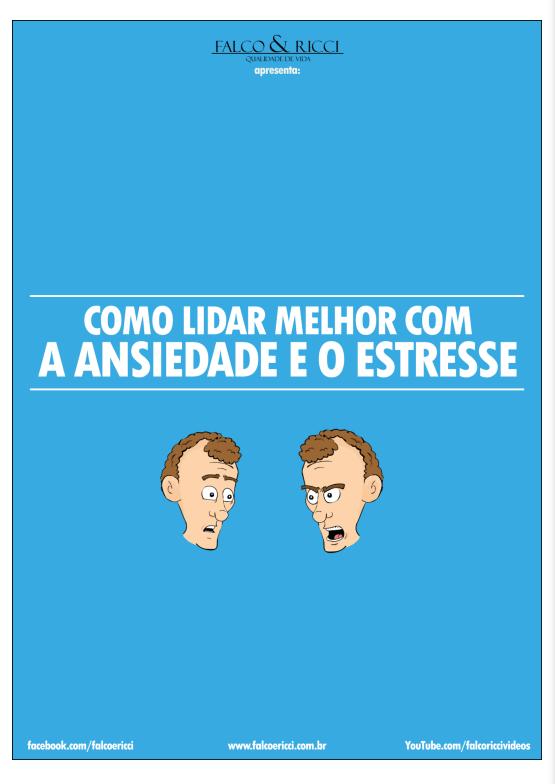 FALCO & RICCI
QUALIDADE DE VIDA
apresenta:
COMO LIDAR MELHOR COM
A ANSIEDADE E O ESTRESSE
facebook.com/falcoericci www.falcoericci.com.br YouTube.com/falcoriccivideos